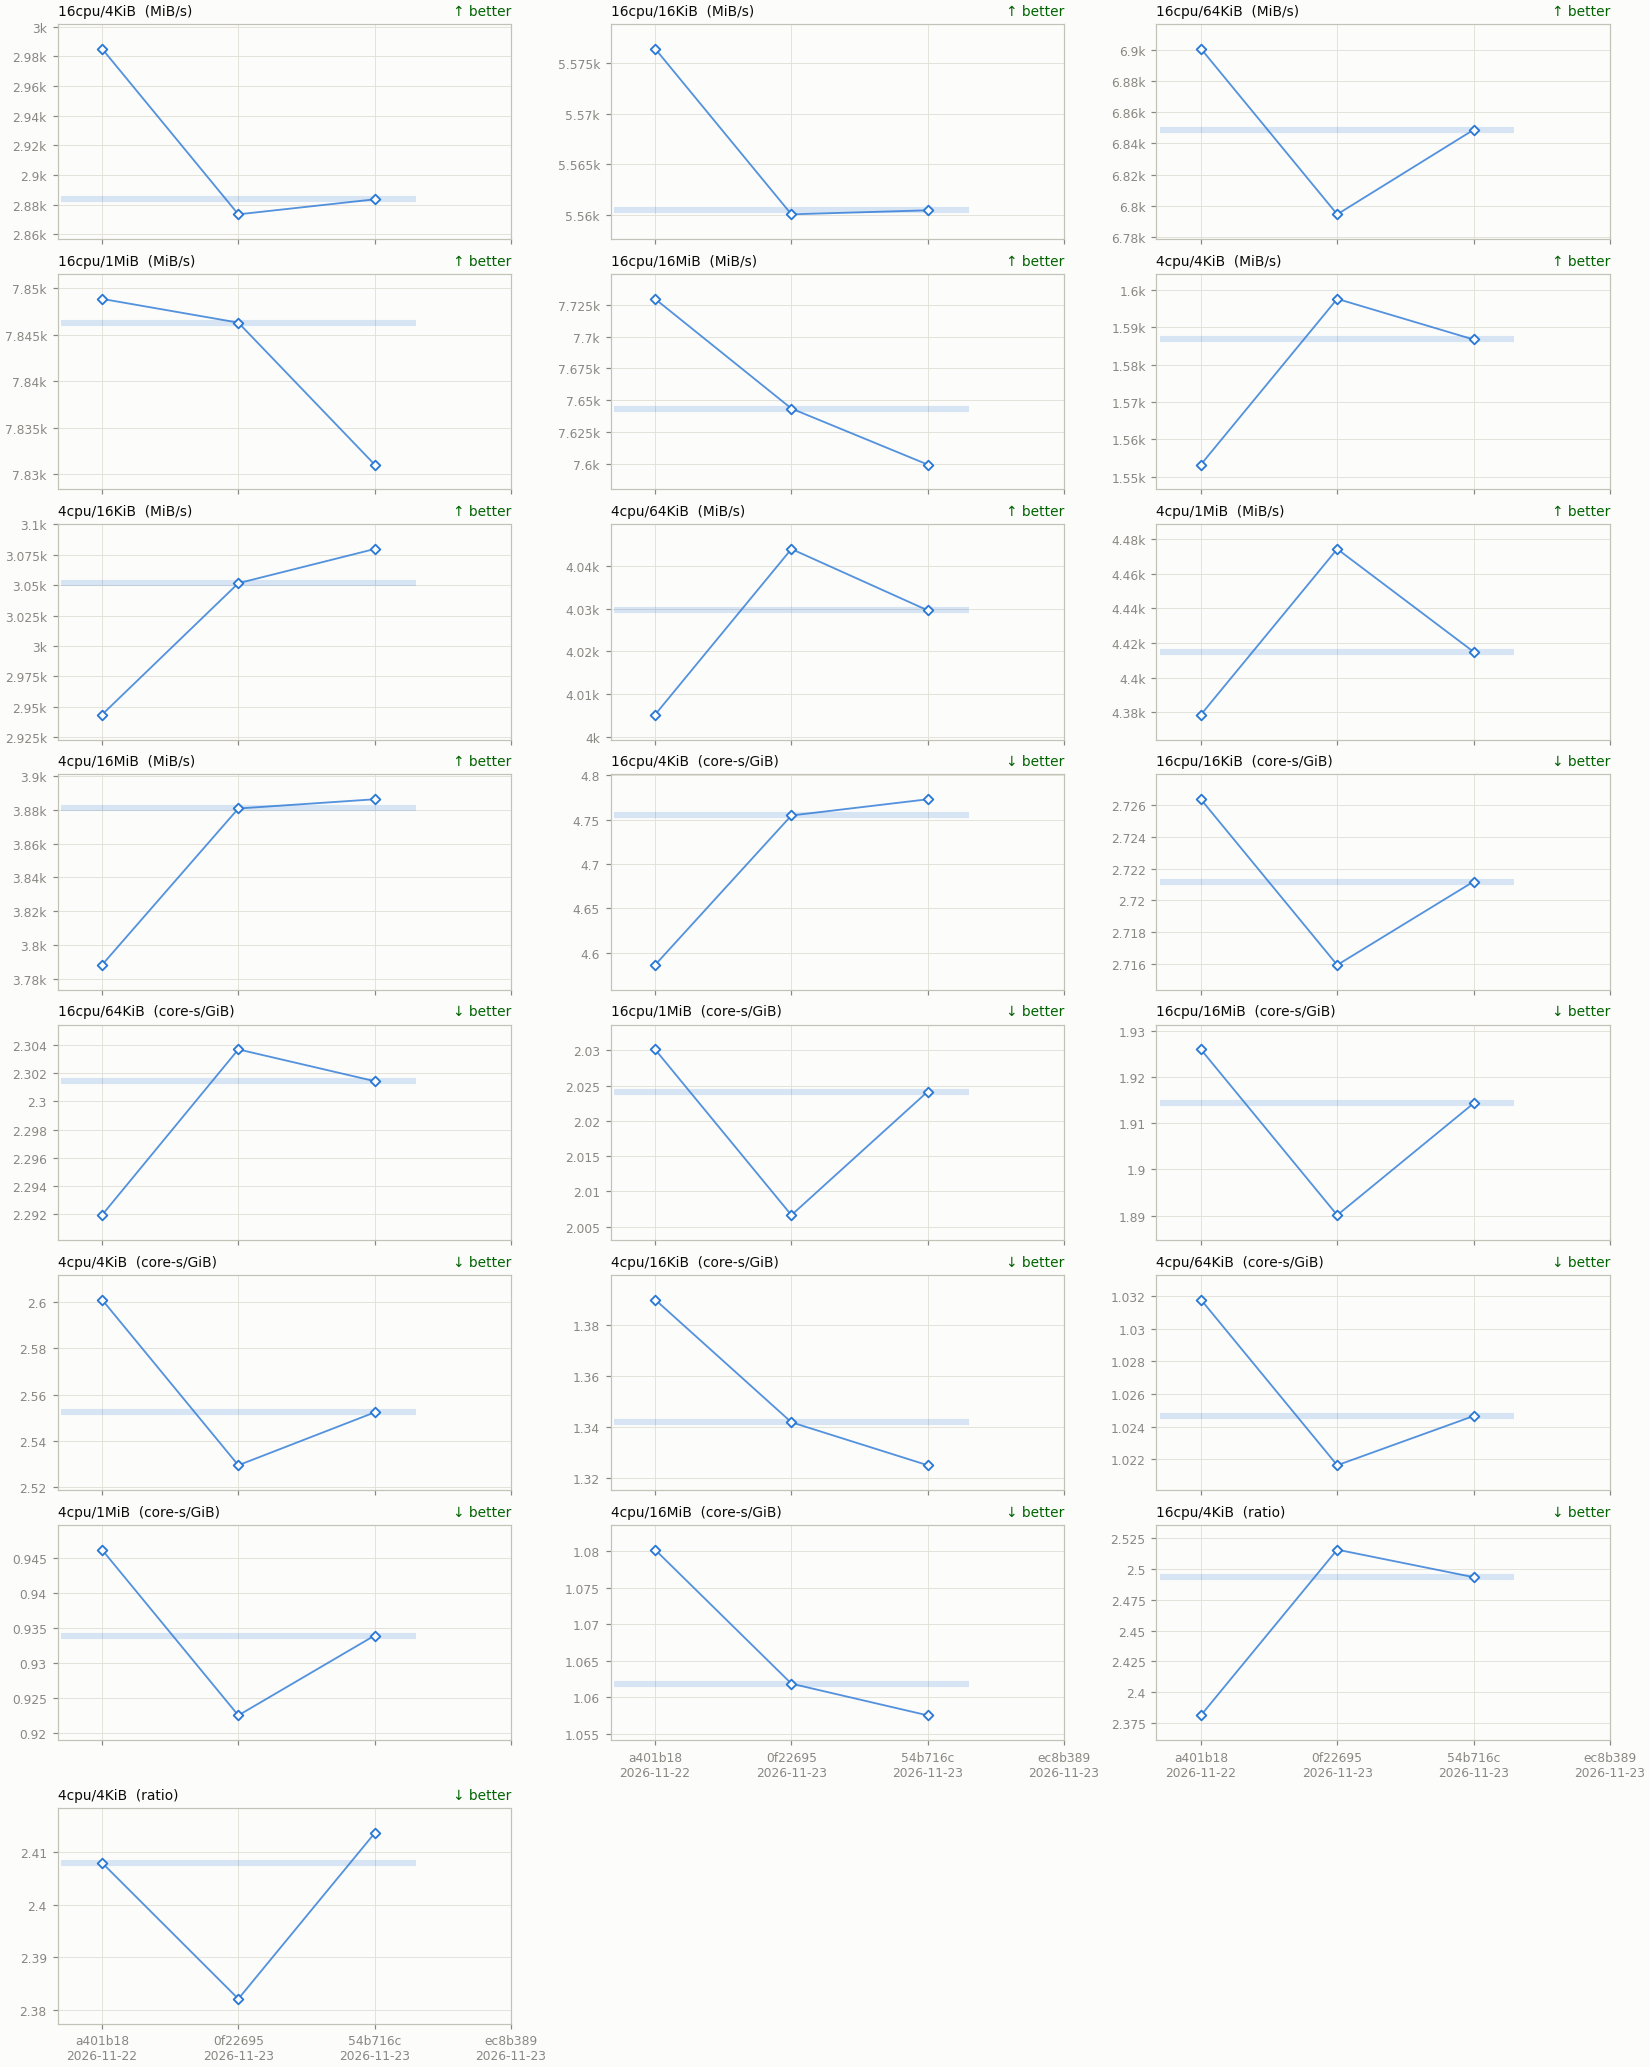 16cpu/4KiB (MiB/s) ↑ better
3k
2.98k
2.96k
2.94k
2.92k
2.9k
2.88k
2.86k
16cpu/16KiB (MiB/s) ↑ better
5.575k
5.57k
5.565k
5.56k
16cpu/64KiB (MiB/s) ↑ better
6.9k
6.88k
6.86k
6.84k
6.82k
6.8k
6.78k
16cpu/1MiB (MiB/s) ↑ better
7.85k
7.845k
7.84k
7.835k
7.83k
16cpu/16MiB (MiB/s) ↑ better
7.725k
7.7k
7.675k
7.65k
7.625k
7.6k
4cpu/4KiB (MiB/s) ↑ better
1.6k
1.59k
1.58k
1.57k
1.56k
1.55k
4cpu/16KiB (MiB/s) ↑ better
3.1k
3.075k
3.05k
3.025k
3k
2.975k
2.95k
2.925k
4cpu/64KiB (MiB/s) ↑ better
4.04k
4.03k
4.02k
4.01k
4k
4cpu/1MiB (MiB/s) ↑ better
4.48k
4.46k
4.44k
4.42k
4.4k
4.38k
4cpu/16MiB (MiB/s) ↑ better
3.9k
3.88k
3.86k
3.84k
3.82k
3.8k
3.78k
16cpu/4KiB (core-s/GiB) ↓ better
4.8
4.75
4.7
4.65
4.6
16cpu/16KiB (core-s/GiB) ↓ better
2.726
2.724
2.722
2.72
2.718
2.716
16cpu/64KiB (core-s/GiB) ↓ better
2.304
2.302
2.3
2.298
2.296
2.294
2.292
16cpu/1MiB (core-s/GiB) ↓ better
2.03
2.025
2.02
2.015
2.01
2.005
16cpu/16MiB (core-s/GiB) ↓ better
1.93
1.92
1.91
1.9
1.89
4cpu/4KiB (core-s/GiB) ↓ better
2.6
2.58
2.56
2.54
2.52
4cpu/16KiB (core-s/GiB) ↓ better
1.38
1.36
1.34
1.32
4cpu/64KiB (core-s/GiB) ↓ better
1.032
1.03
1.028
1.026
1.024
1.022
4cpu/1MiB (core-s/GiB) ↓ better
0.945
0.94
0.935
0.93
0.925
0.92
4cpu/16MiB (core-s/GiB) ↓ better
1.08
1.075
1.07
1.065
1.06
1.055
a401b18 0f22695 54b716c ec8b389
2026-11-22 2026-11-23 2026-11-23 2026-11-23
16cpu/4KiB (ratio) ↓ better
2.525
2.5
2.475
2.45
2.425
2.4
2.375
a401b18 0f22695 54b716c ec8b389
2026-11-22 2026-11-23 2026-11-23 2026-11-23
4cpu/4KiB (ratio) ↓ better
2.41
2.4
2.39
2.38
a401b18 0f22695 54b716c ec8b389
2026-11-22 2026-11-23 2026-11-23 2026-11-23